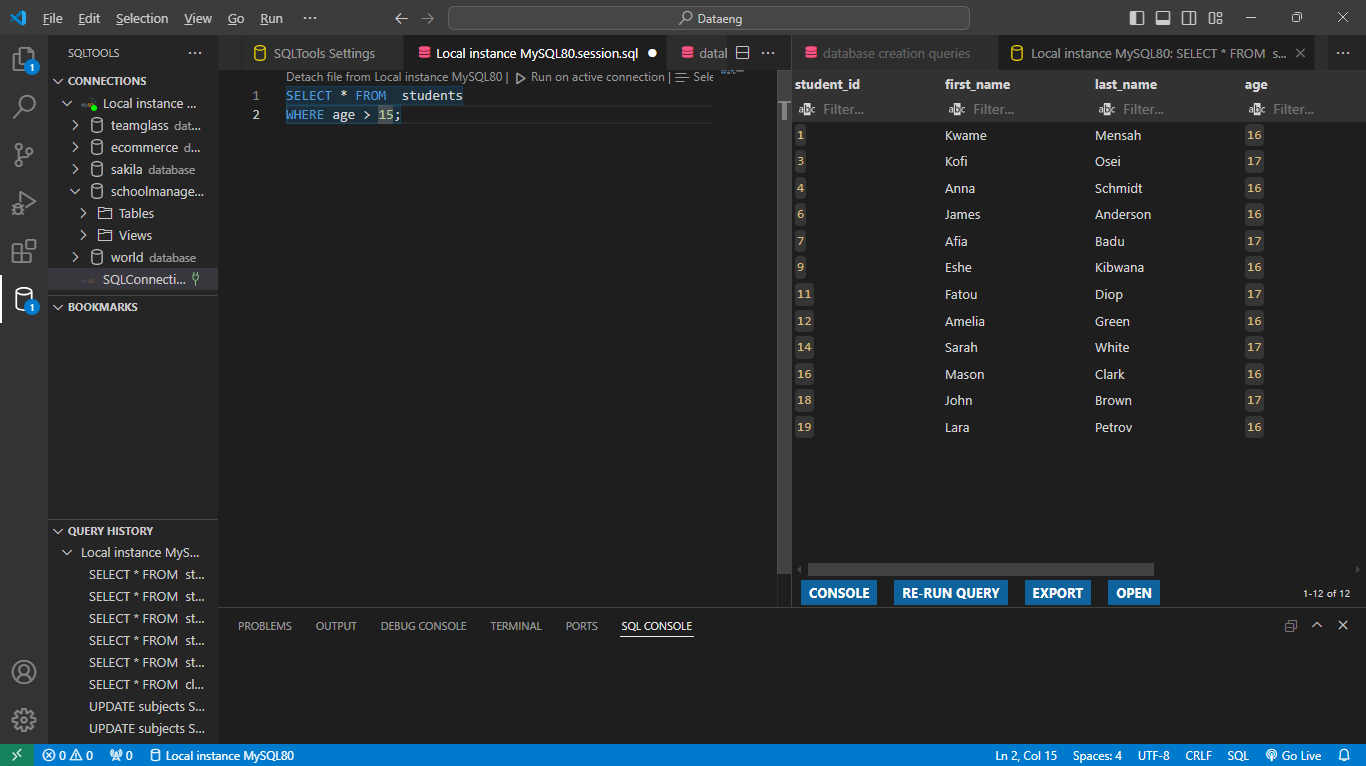 File Edit Selection View Go Run ··· Dataeng
SQLTOOLS ···
CONNECTIONS
Local instance ...
teamglass dat...
ecommerce d...
sakila database
schoolmanage...
Tables
Views
world database
SQLConnecti...
BOOKMARKS
QUERY HISTORY
Local instance MyS...
SELECT * FROM st...
SELECT * FROM st...
SELECT * FROM st...
SELECT * FROM st...
SELECT * FROM st...
SELECT * FROM cl...
UPDATE subjects S...
UPDATE subjects S...
1
1
SQLTools Settings Local instance MySQL80.session.sql datal ···
Detach file from Local instance MySQL80 | Run on active connection | Sele
1 SELECT * FROM students
2 WHERE age > 15;
database creation queries Local instance MySQL80: SELECT * FROM s... ···
student_id first_name last_name age
abc Filter... abc Filter... abc Filter... abc Filter...
1 Kwame Mensah 16
3 Kofi Osei 17
4 Anna Schmidt 16
6 James Anderson 16
7 Afia Badu 17
9 Eshe Kibwana 16
11 Fatou Diop 17
12 Amelia Green 16
14 Sarah White 17
16 Mason Clark 16
18 John Brown 17
19 Lara Petrov 16
CONSOLE RE-RUN QUERY EXPORT OPEN 1-12 of 12
PROBLEMS OUTPUT DEBUG CONSOLE TERMINAL PORTS SQL CONSOLE
0 0 0 Local instance MySQL80 Ln 2, Col 15 Spaces: 4 UTF-8 CRLF SQL Go Live